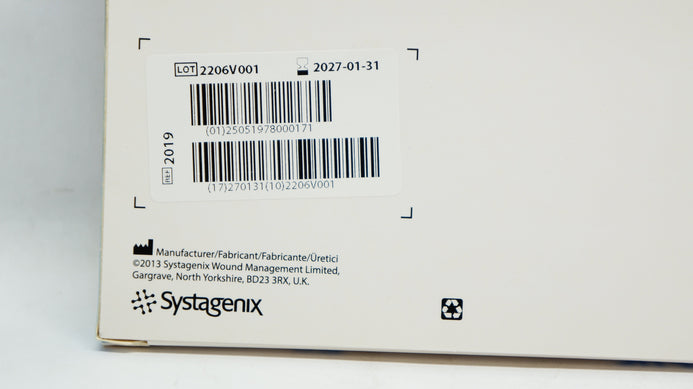 LOT 2206V001 2027-01-31
(01)25051978000171
REF 2019
(17)270131(10)2206V001
Manufacturer/Fabricant/Fabricante/Üretici
©2013 Systagenix Wound Management Limited,
Gargrave, North Yorkshire, BD23 3RX, U.K.
Systagenix